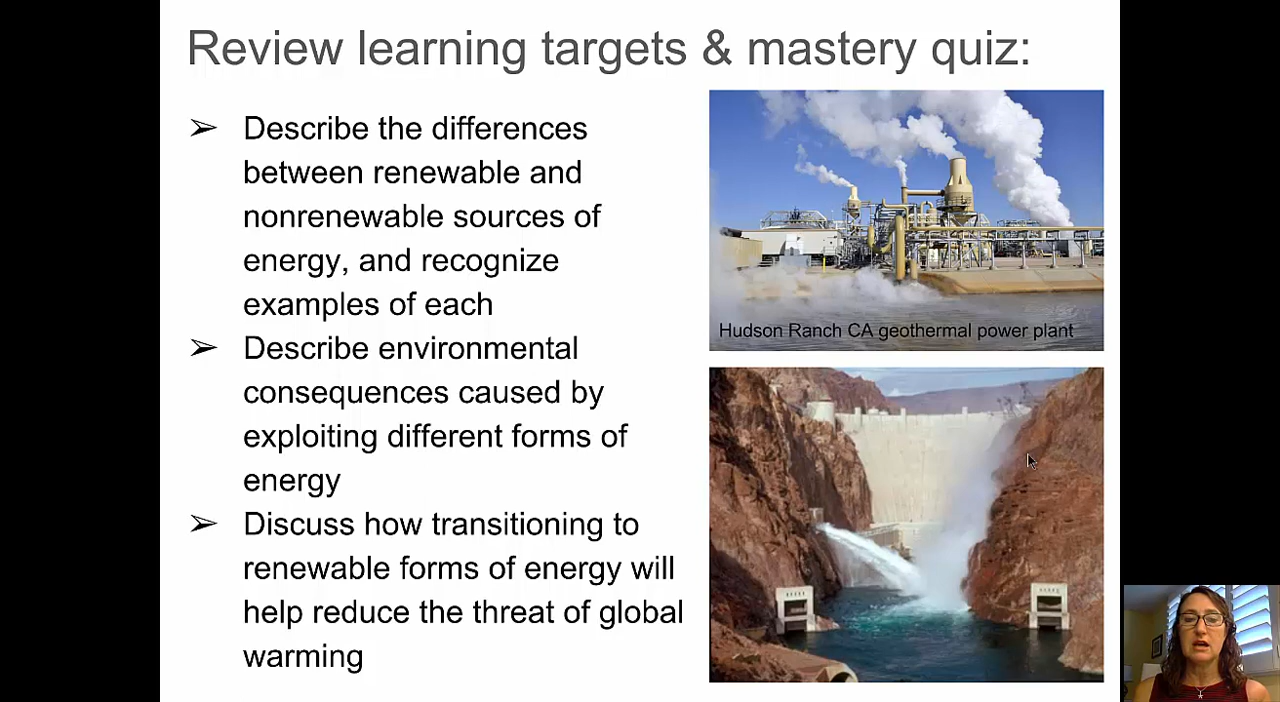 Review learning targets & mastery quiz:
➢ Describe the differences
between renewable and
nonrenewable sources of
energy, and recognize
examples of each
➢ Describe environmental
consequences caused by
exploiting different forms of
energy
➢ Discuss how transitioning to
renewable forms of energy will
help reduce the threat of global
warming
Hudson Ranch CA geothermal power plant